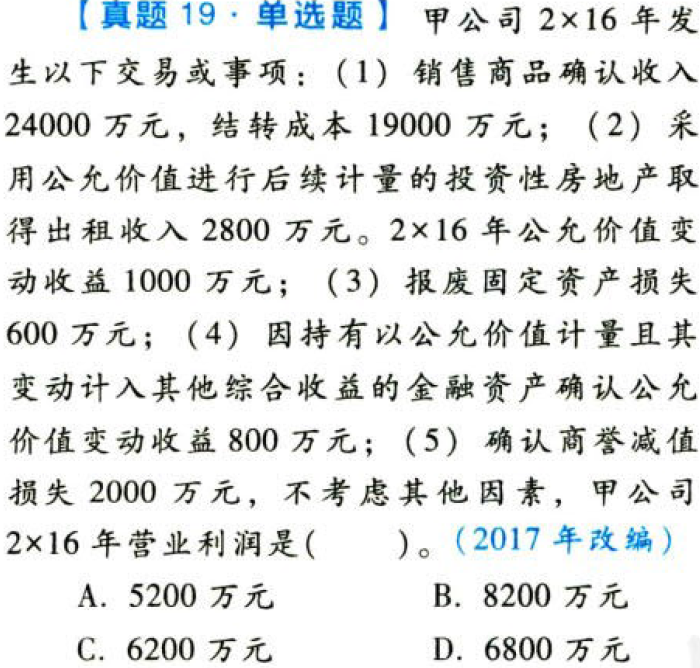 【真题 19·单选题】 甲公司 2×16 年发
生以下交易或事项：（1）销售商品确认收入
24000 万元，结转成本 19000 万元；（2）采
用公允价值进行后续计量的投资性房地产取
得出租收入 2800 万元。2×16 年公允价值变
动收益 1000 万元；（3）报废固定资产损失
600 万元；（4）因持有以公允价值计量且其
变动计入其他综合收益的金融资产确认公允
价值变动收益 800 万元；（5）确认商誉减值
损失 2000 万元，不考虑其他因素，甲公司
2×16 年营业利润是(　　)。（2017 年改编）
A. 5200 万元　　B. 8200 万元
C. 6200 万元　　D. 6800 万元